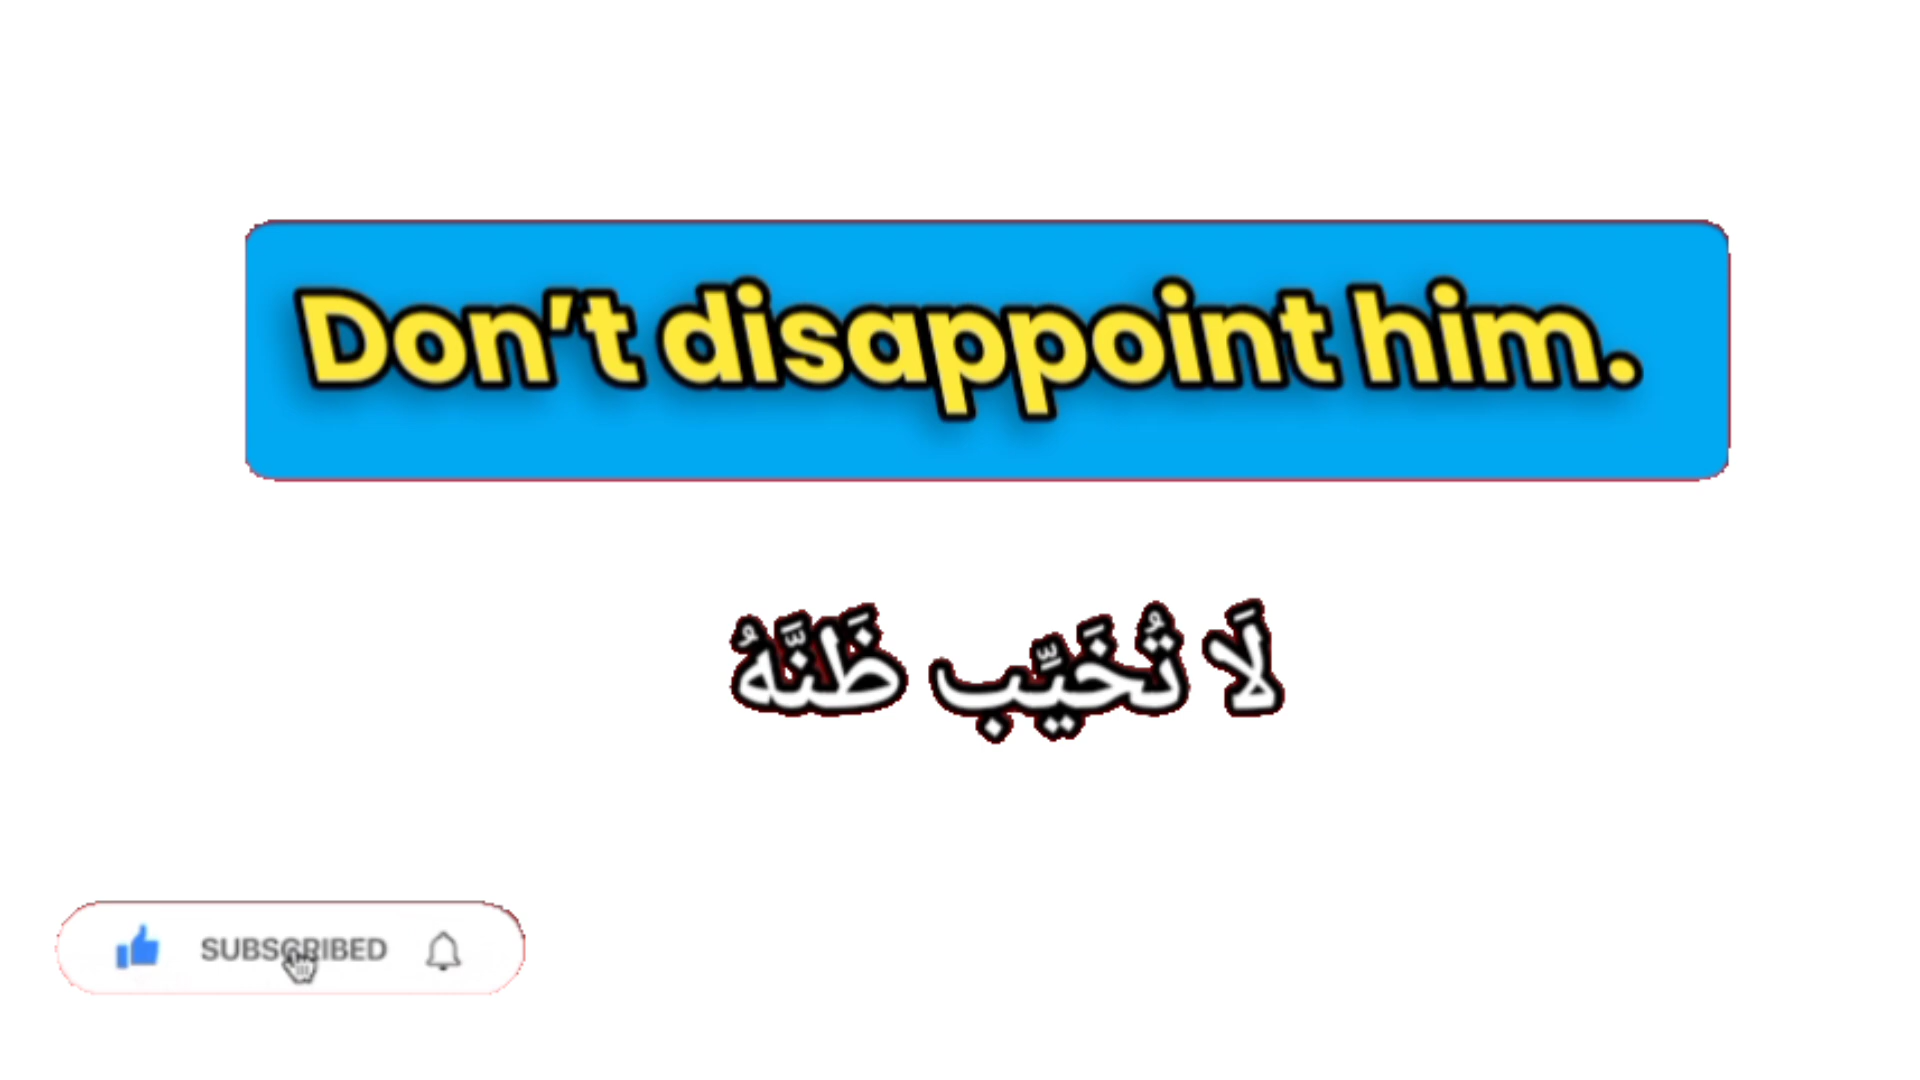 Don't disappoint him.
لَا تُخَيَّب ظَنَّهُ
SUBSCRIBED